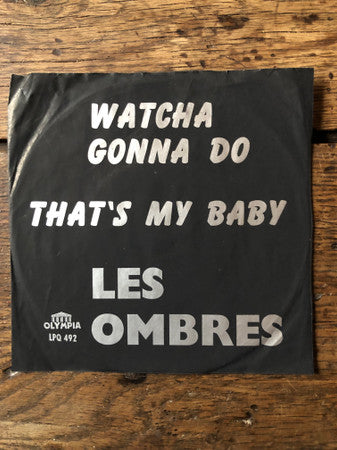 WATCHA
GONNA DO
THAT'S MY BABY
LES
OMBRES
OLYMPIA
LPQ 492